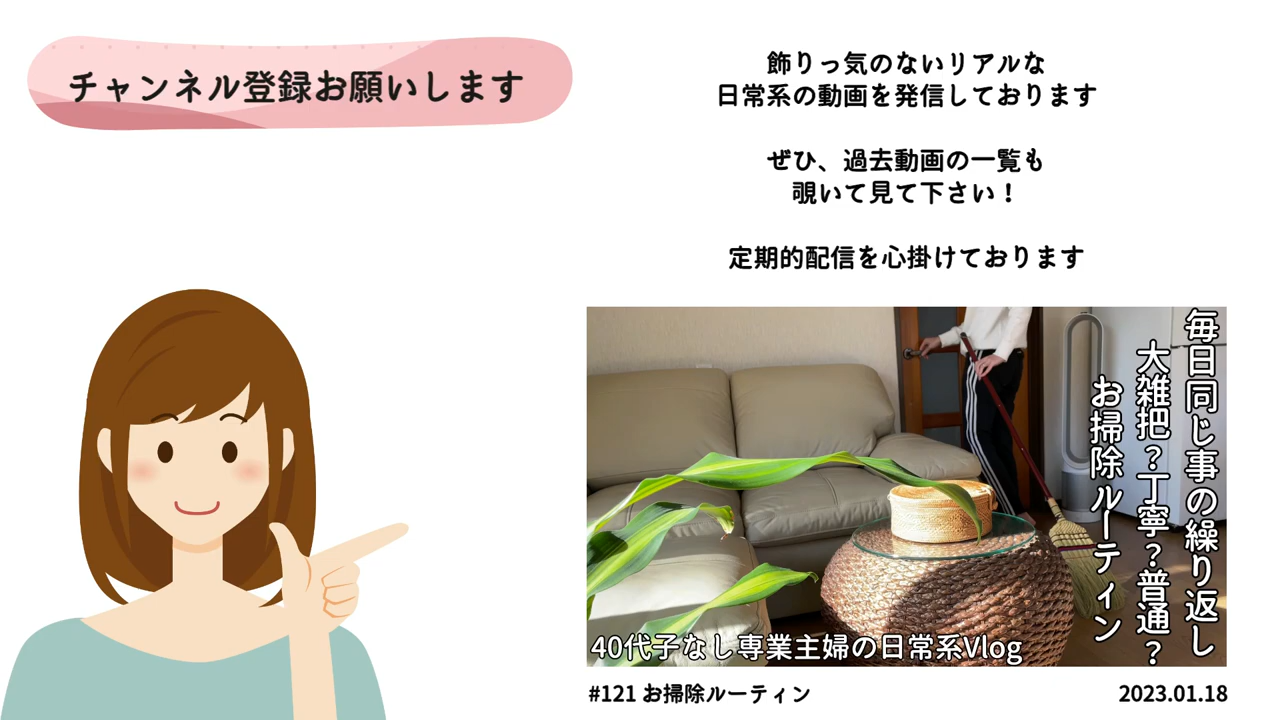 チャンネル登録お願いします
飾りっ気のないリアルな
日常系の動画を発信しております
ぜひ、過去動画の一覧も
覗いて見て下さい！
定期的配信を心掛けております
毎日同じ事の繰り返し
大雑把？丁寧？普通？
お掃除ルーティン
40代子なし専業主婦の日常系Vlog
#121 お掃除ルーティン
2023.01.18